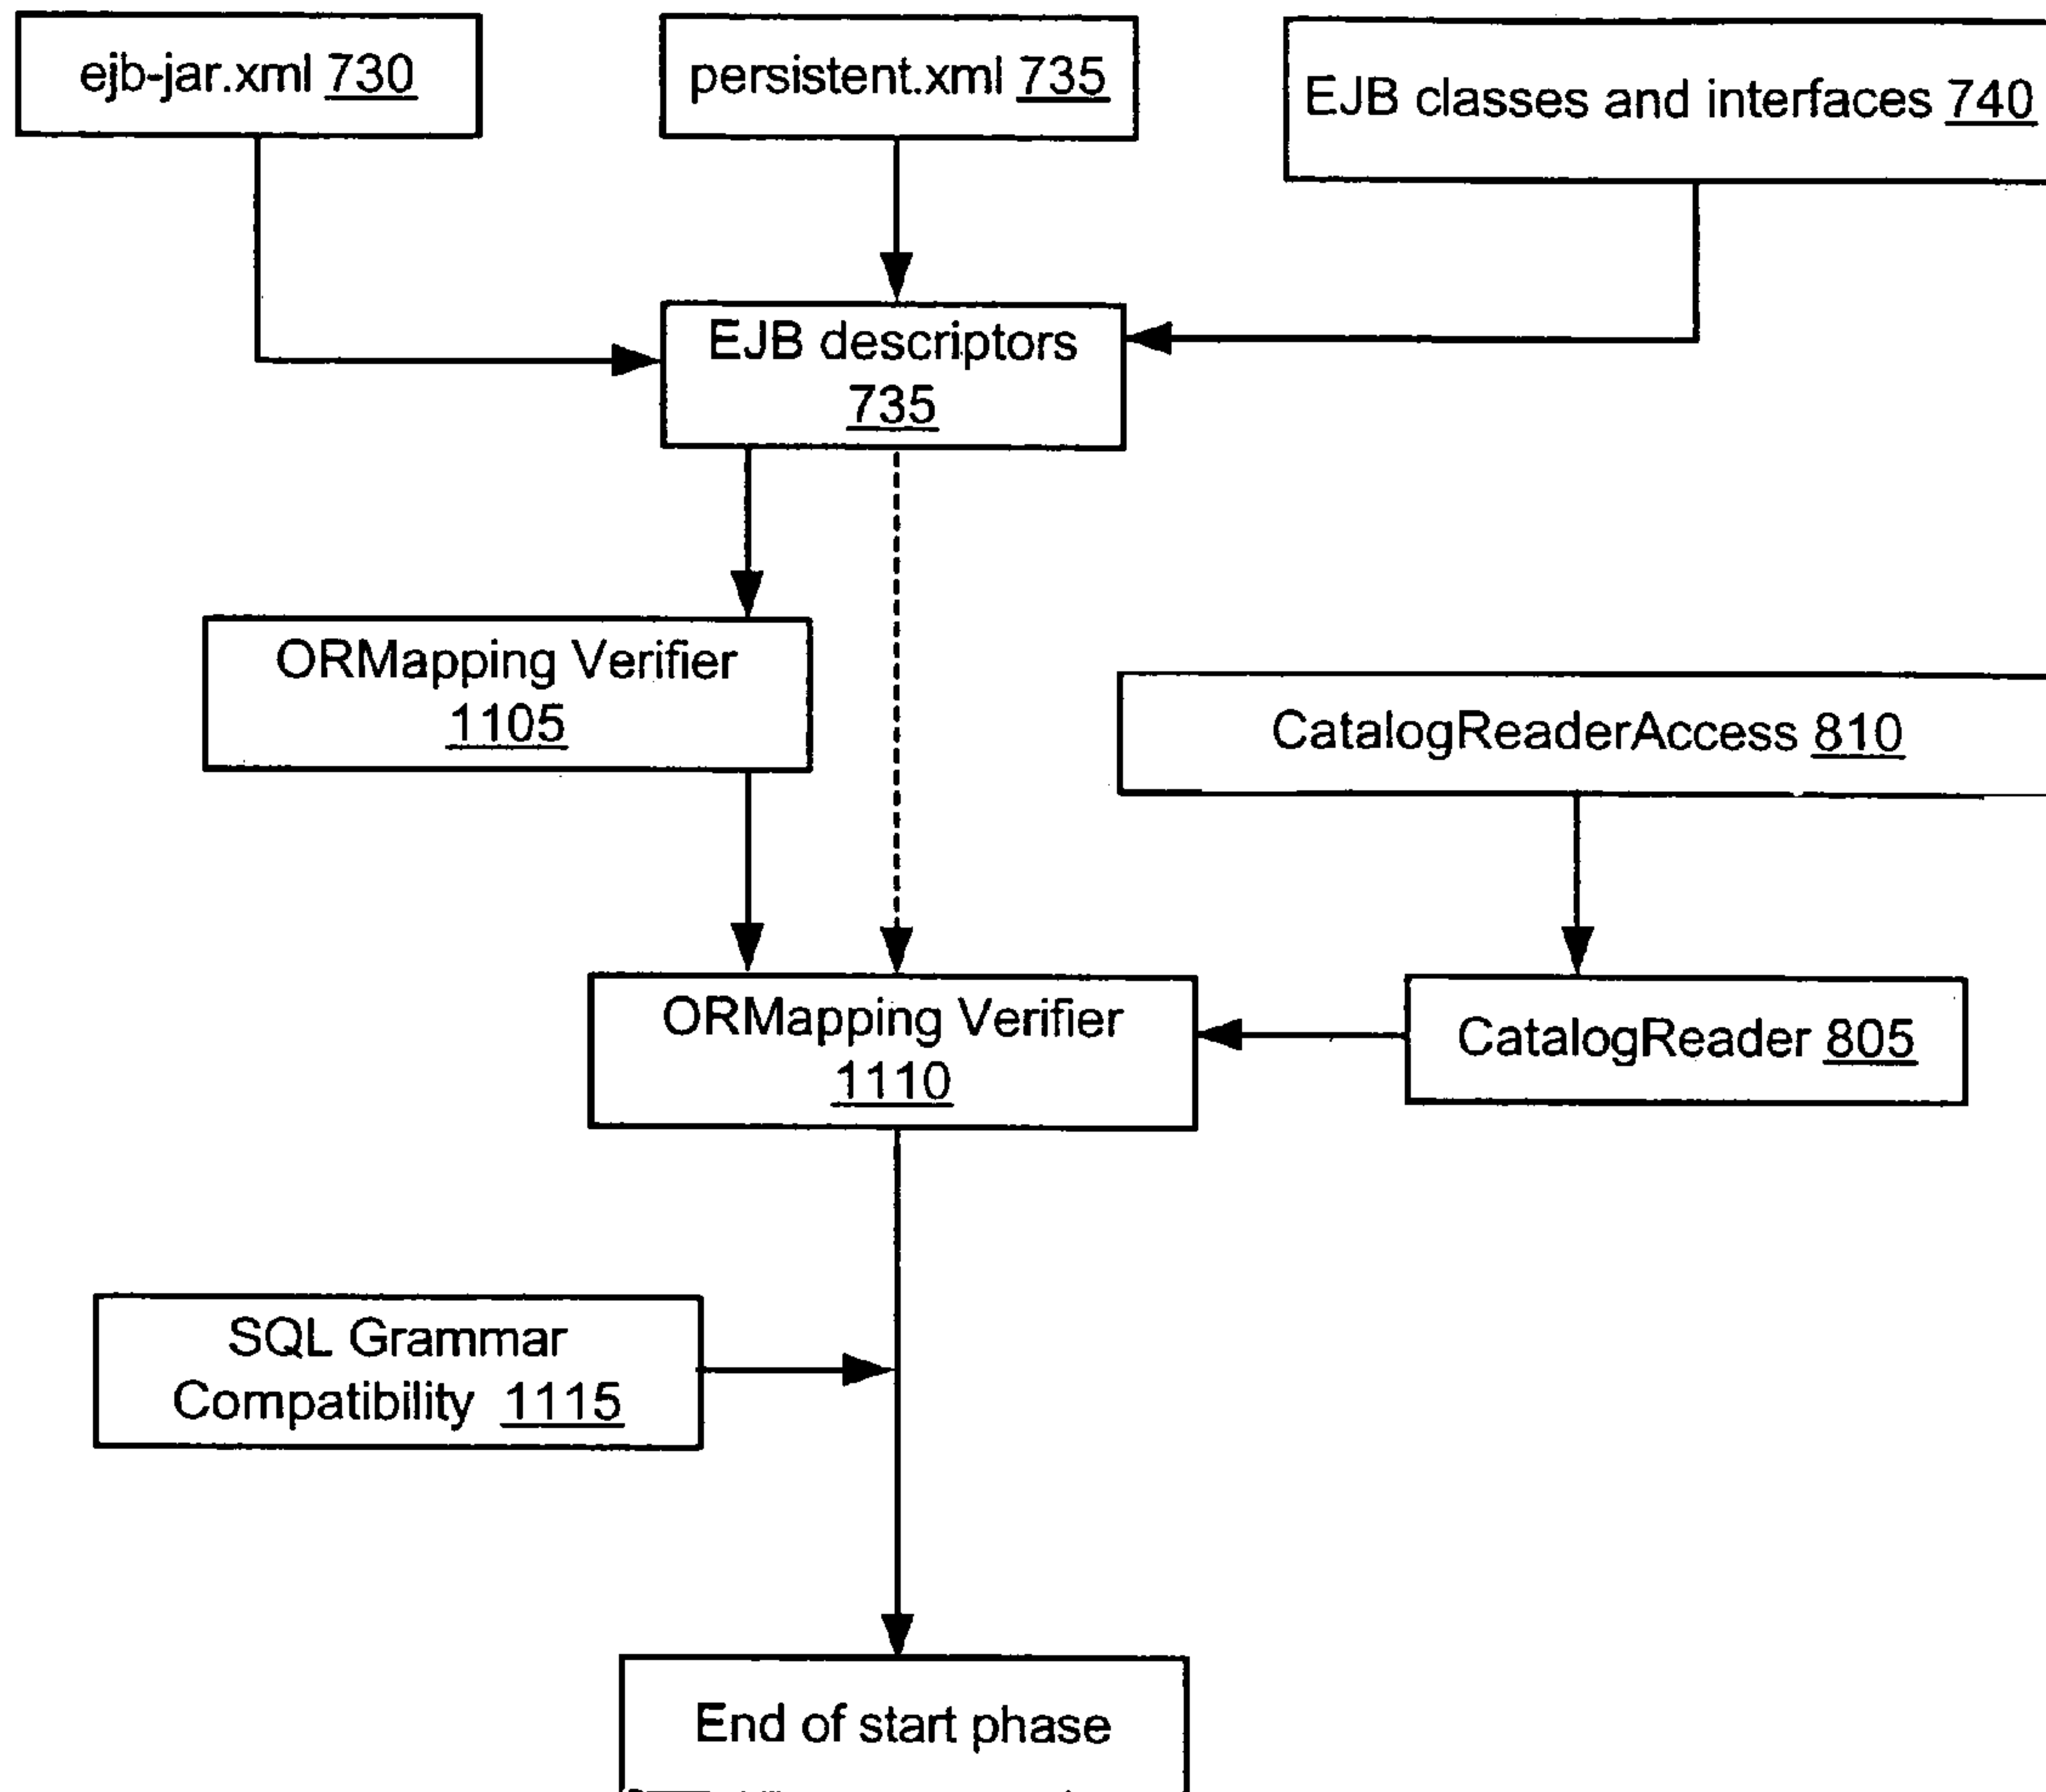 ejb-jar.xml 730
persistent.xml 735
EJB classes and interfaces 740
EJB descriptors
735
ORMapping Verifier
1105
CatalogReaderAccess 810
ORMapping Verifier
1110
CatalogReader 805
SQL Grammar
Compatibility 1115
End of start phase